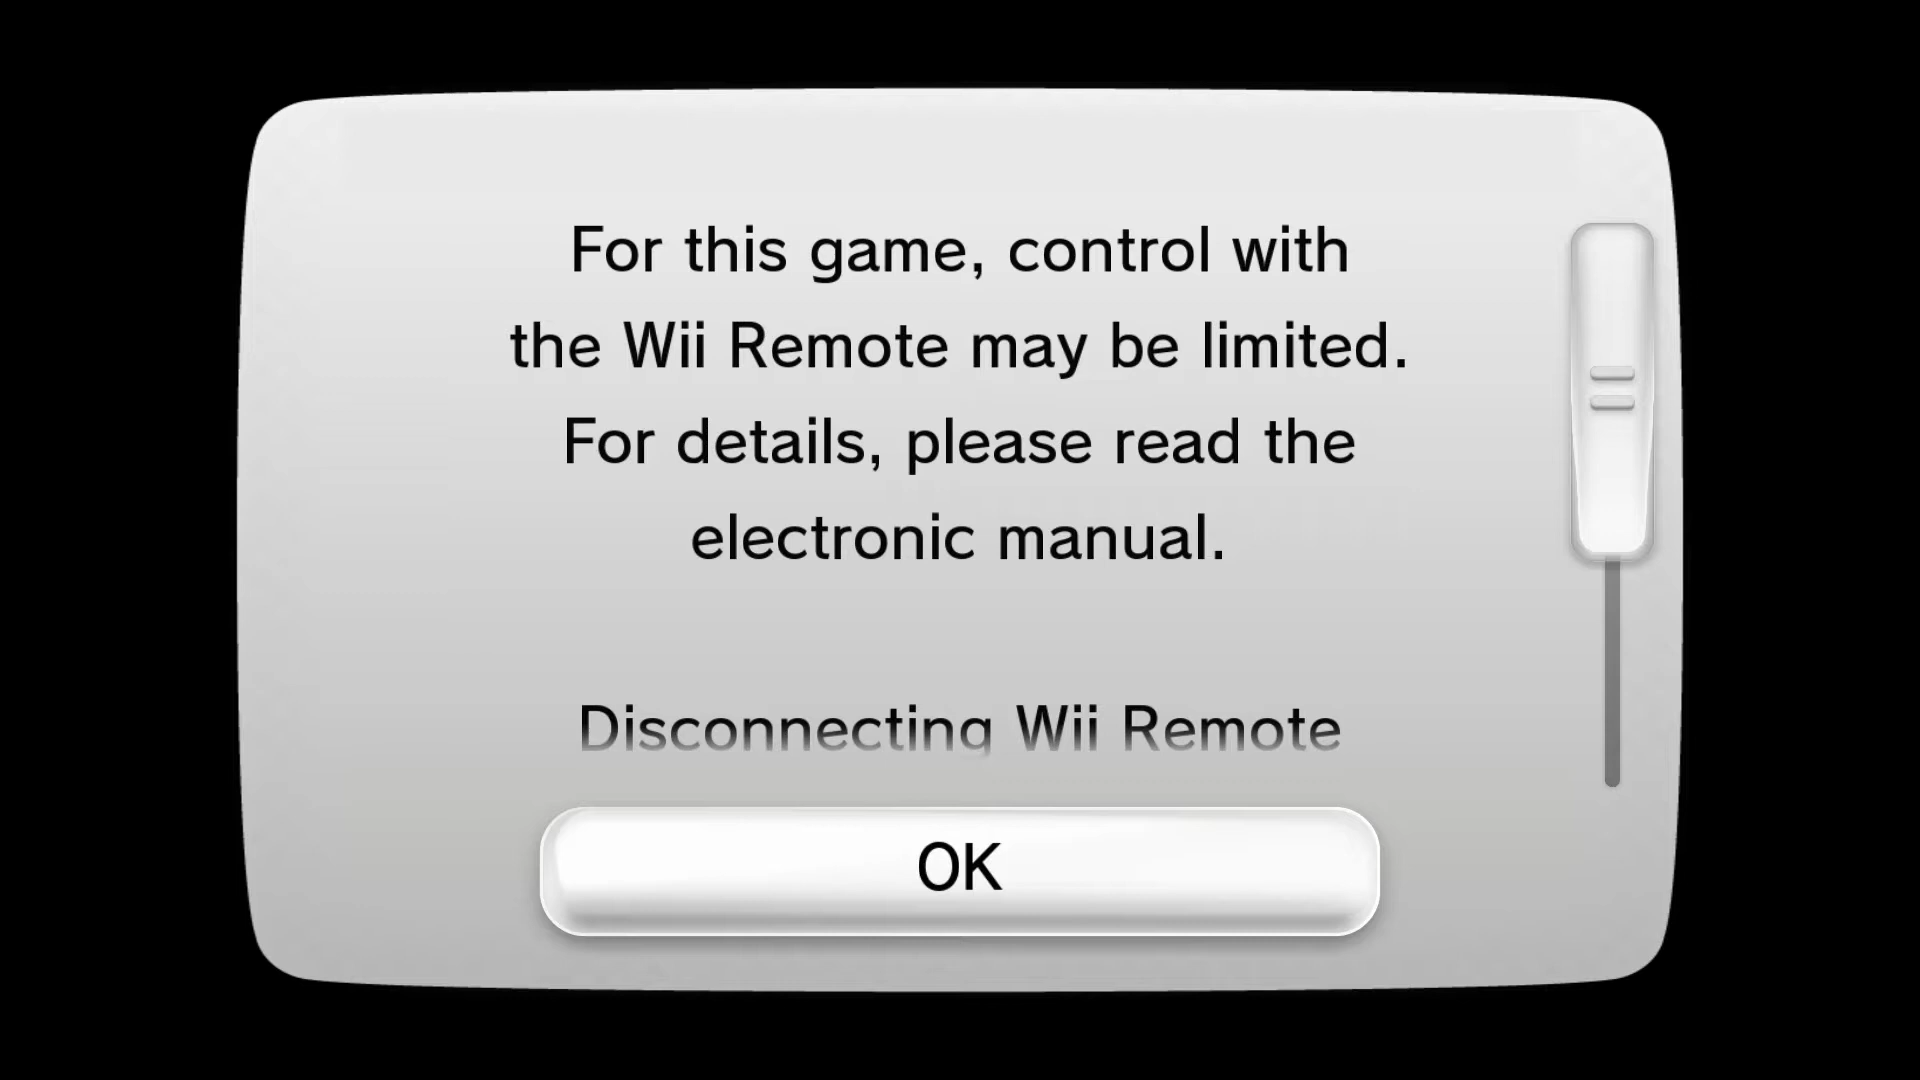 For this game, control with
the Wii Remote may be limited.
For details, please read the
electronic manual.
Disconnecting Wii Remote
OK